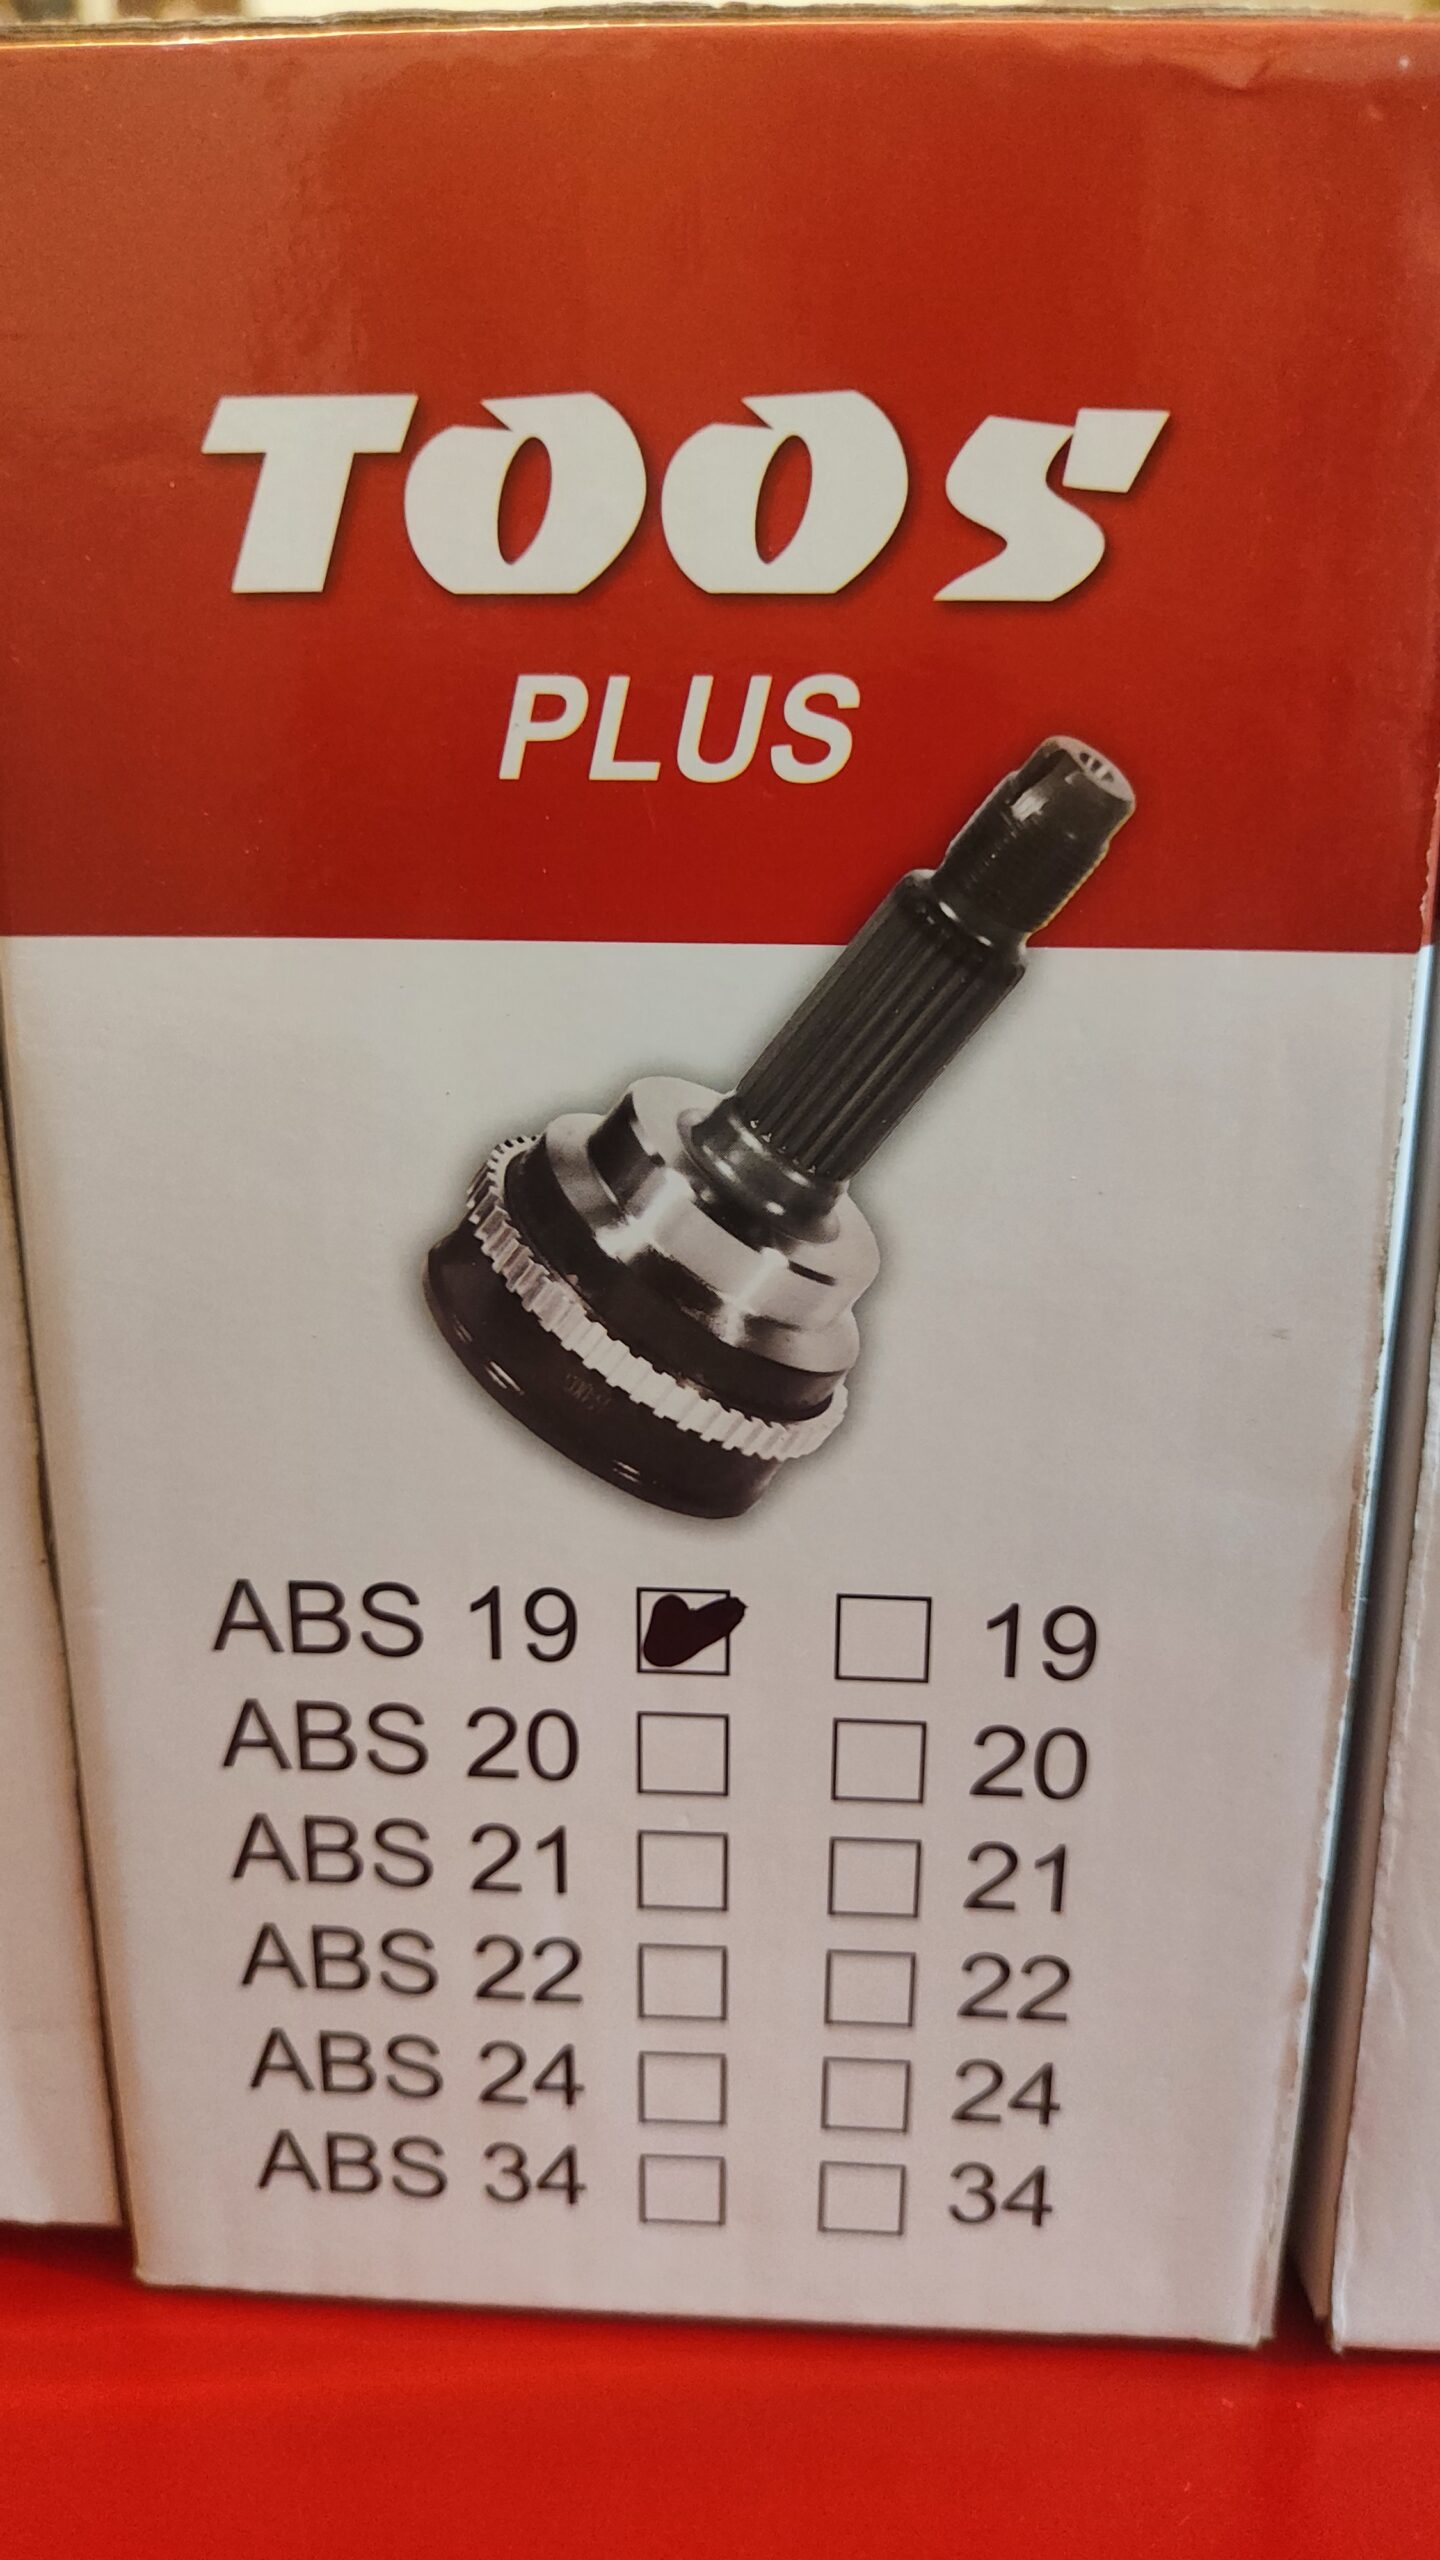 TOOS
PLUS
ABS 19 19
ABS 20 20
ABS 21 21
ABS 22 22
ABS 24 24
ABS 34 34